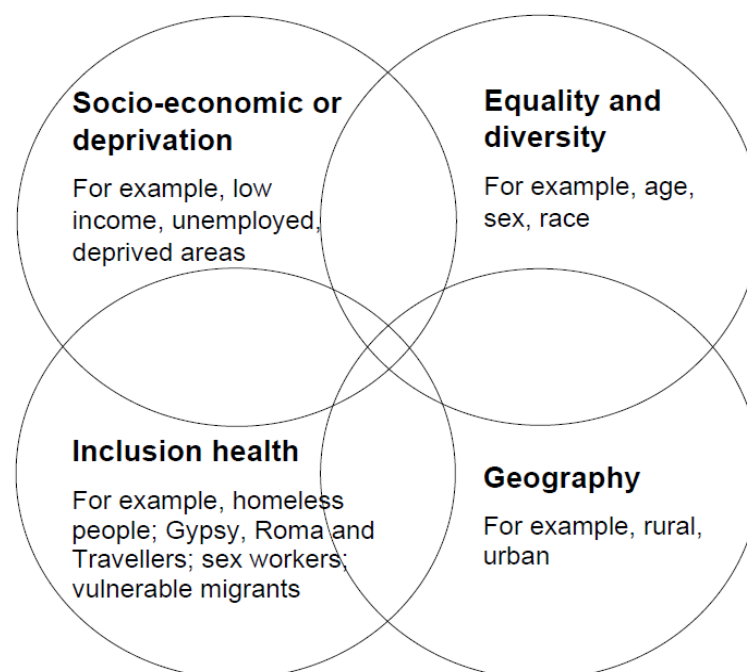 Socio-economic or
deprivation
For example, low
income, unemployed,
deprived areas
Equality and
diversity
For example, age,
sex, race
Inclusion health
For example, homeless
people; Gypsy, Roma and
Travellers; sex workers;
vulnerable migrants
Geography
For example, rural,
urban